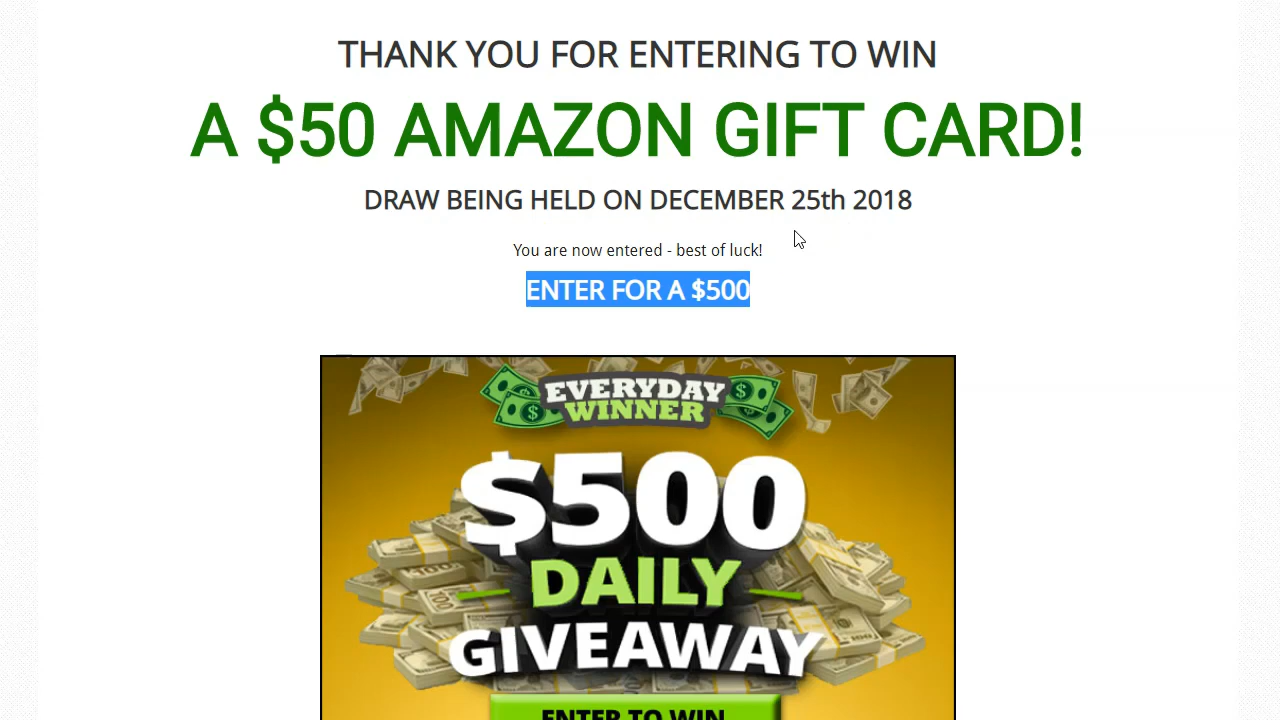 THANK YOU FOR ENTERING TO WIN
A $50 AMAZON GIFT CARD!
DRAW BEING HELD ON DECEMBER 25th 2018
You are now entered - best of luck!
ENTER FOR A $500
EVERYDAY
WINNER
$500
DAILY
GIVEAWAY
ENTER TO WIN